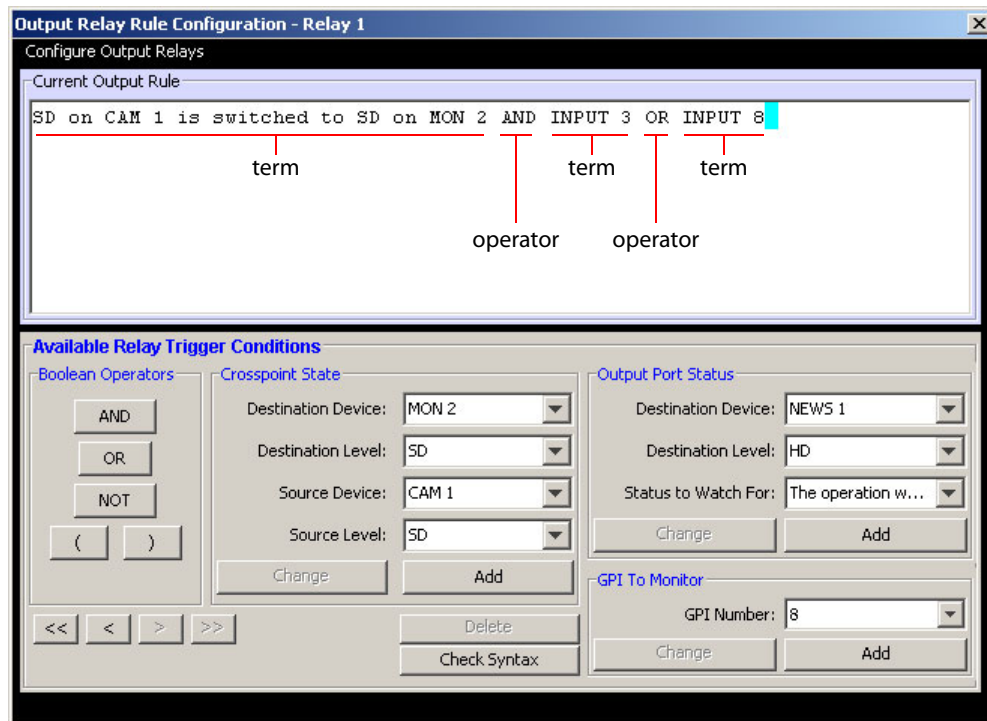 Output Relay Rule Configuration - Relay 1
Configure Output Relays
Current Output Rule
SD on CAM 1 is switched to SD on MON 2 AND INPUT 3 OR INPUT 8
term term term
operator operator
Available Relay Trigger Conditions
Boolean Operators
AND
OR
NOT
( )
Crosspoint State
Destination Device: MON 2
Destination Level: SD
Source Device: CAM 1
Source Level: SD
Change Add
Output Port Status
Destination Device: NEWS 1
Destination Level: HD
Status to Watch For: The operation w...
Change Add
GPI To Monitor
GPI Number: 8
Change Add
<< < > >>
Delete
Check Syntax